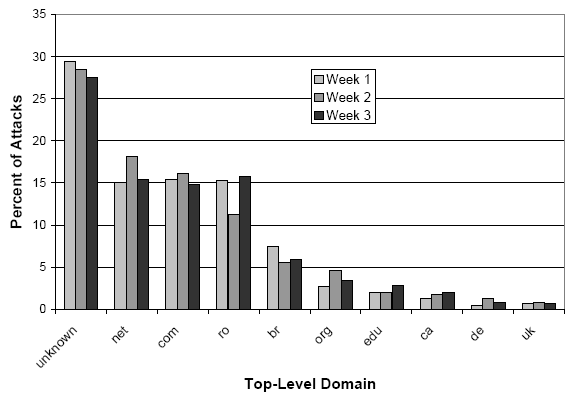 35
30
25
20
15
10
5
0
Percent of Attacks
Week 1
Week 2
Week 3
unknown
net
com
ro
br
org
edu
ca
de
uk
Top-Level Domain